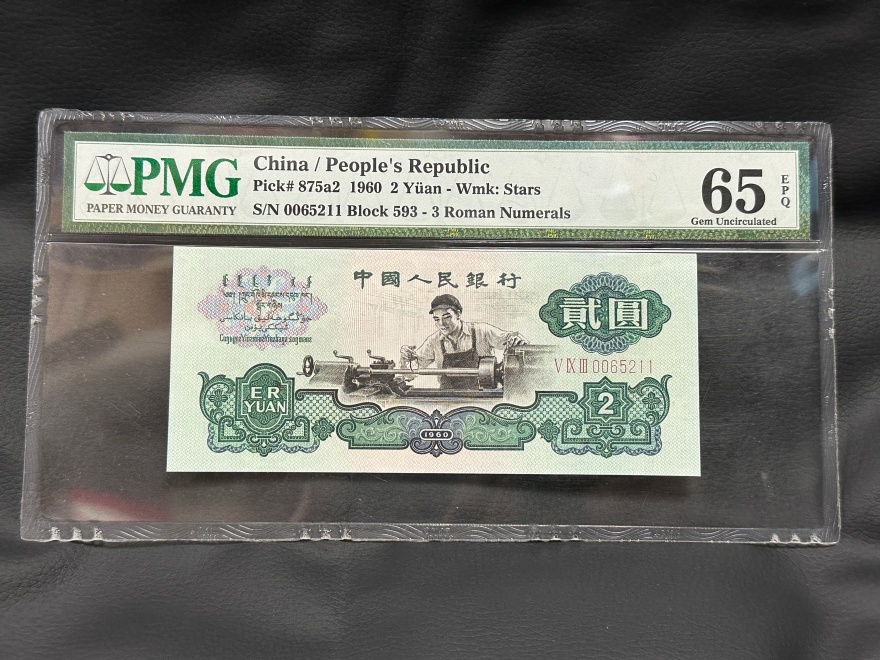 PMG
PAPER MONEY GUARANTY
China / People's Republic
Pick# 875a2 1960 2 Yüan - Wmk: Stars
S/N 0065211 Block 593 - 3 Roman Numerals
65
Gem Uncirculated
EPQ
中國人民銀行
貳圓
V IX III 0065211
ER
YUAN
1960
2